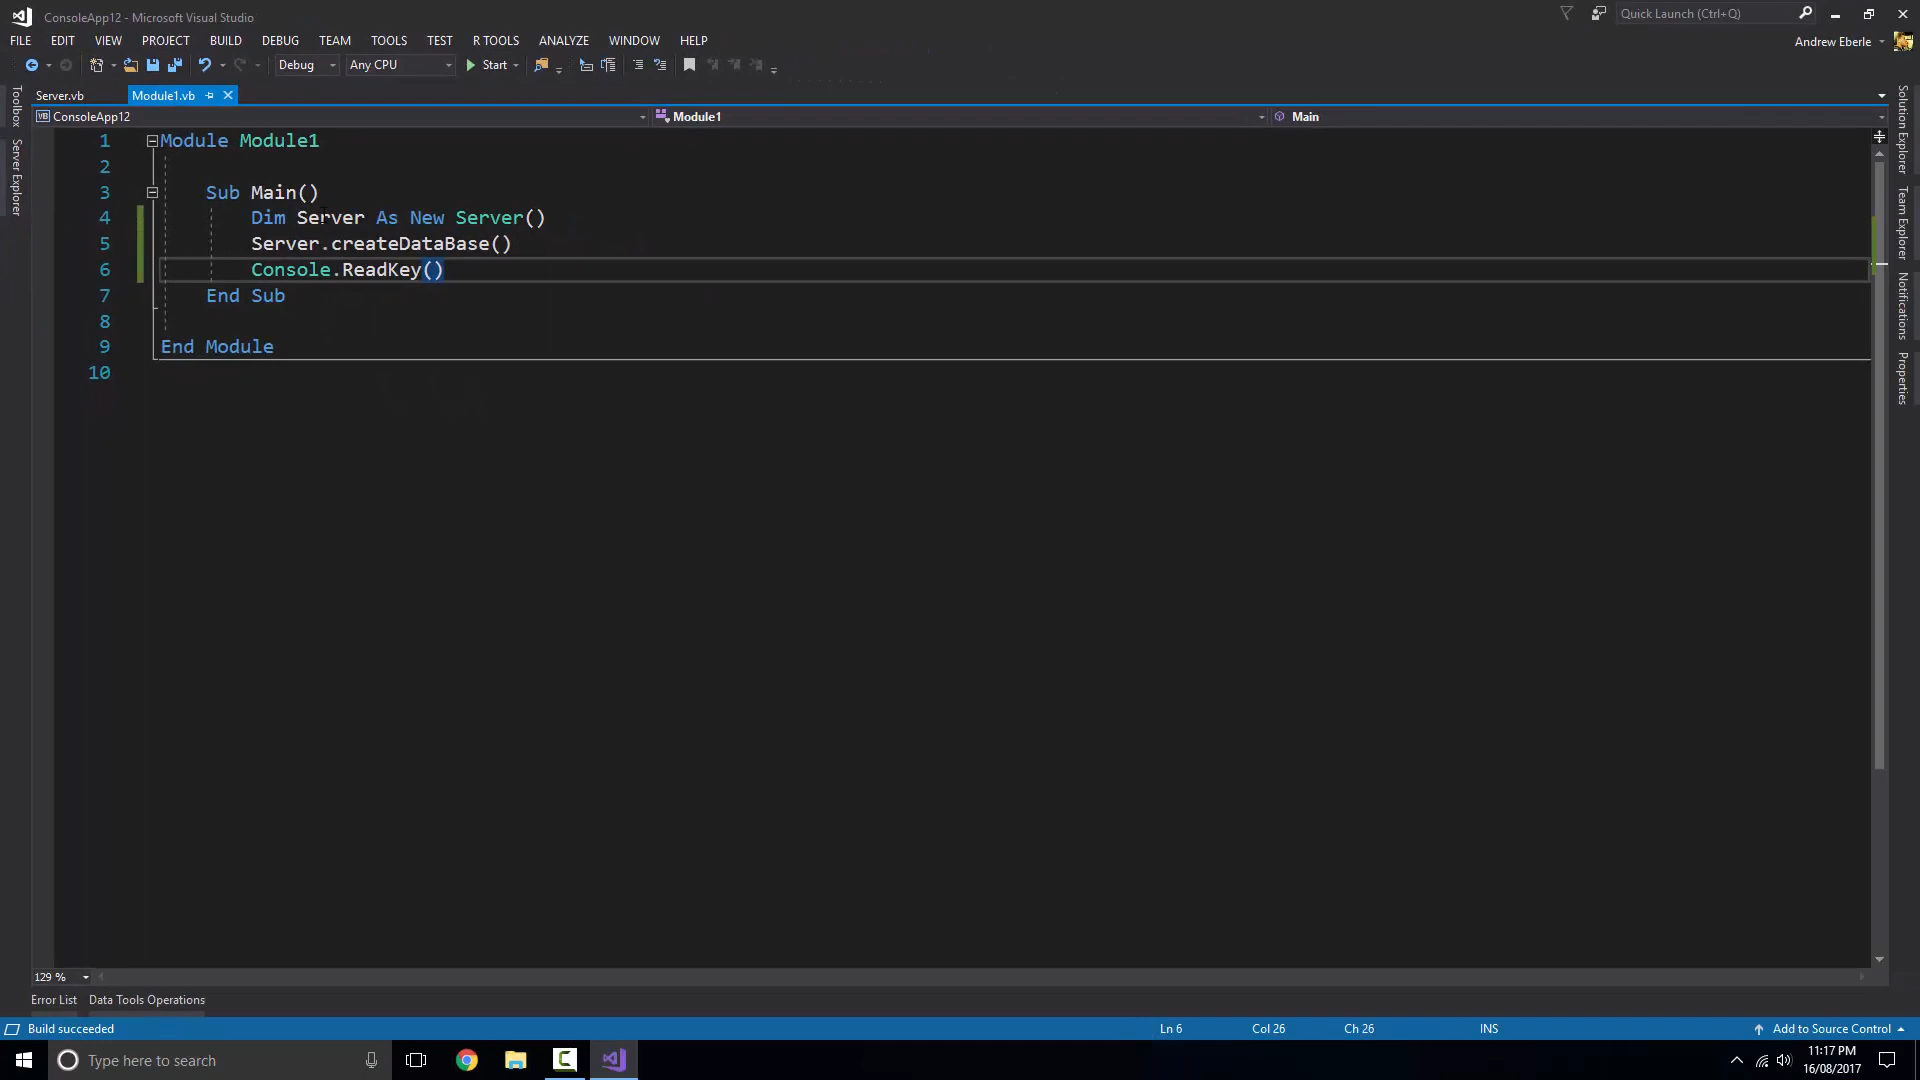 ConsoleApp12 - Microsoft Visual Studio
Quick Launch (Ctrl+Q)
FILE EDIT VIEW PROJECT BUILD DEBUG TEAM TOOLS TEST R TOOLS ANALYZE WINDOW HELP
Andrew Eberle
Debug Any CPU Start
Server.vb Module1.vb
VB ConsoleApp12 Module1 Main
1 Module Module1
2
3 Sub Main()
4 Dim Server As New Server()
5 Server.createDataBase()
6 Console.ReadKey()
7 End Sub
8
9 End Module
10
Toolbox
Server Explorer
Solution Explorer
Team Explorer
Notifications
Properties
129 %
Error List Data Tools Operations
Build succeeded Ln 6 Col 26 Ch 26 INS Add to Source Control
Type here to search
11:17 PM
16/08/2017